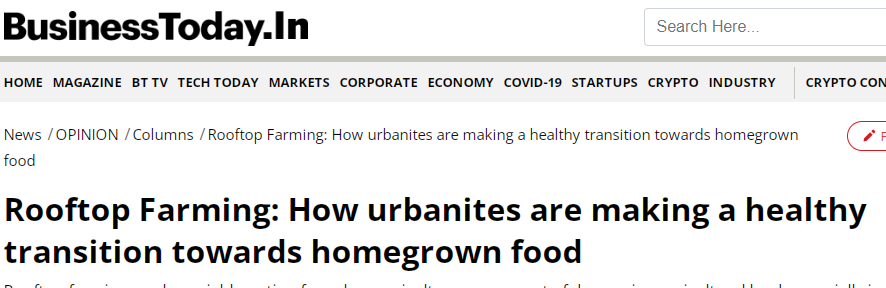 BusinessToday.In
Search Here...
HOME MAGAZINE BT TV TECH TODAY MARKETS CORPORATE ECONOMY COVID-19 STARTUPS CRYPTO INDUSTRY CRYPTO CON
News / OPINION / Columns / Rooftop Farming: How urbanites are making a healthy transition towards homegrown
food
Rooftop Farming: How urbanites are making a healthy
transition towards homegrown food